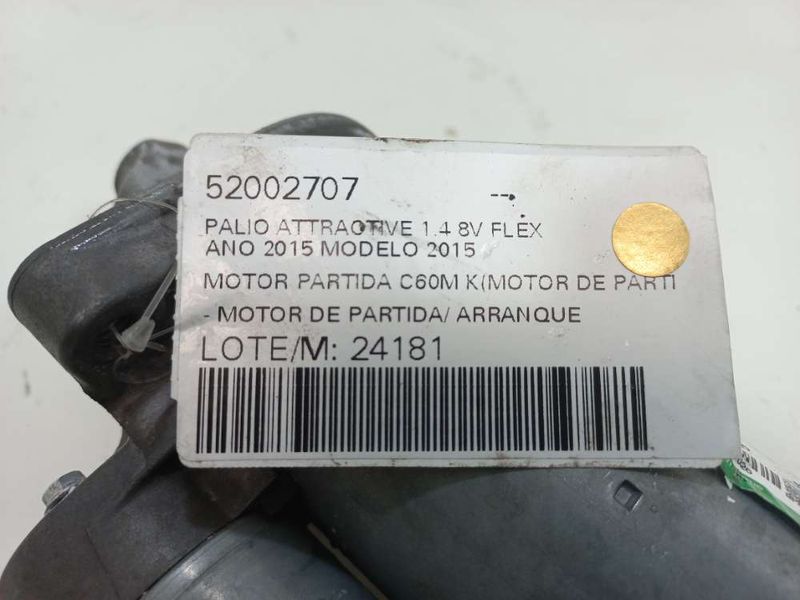 52002707 --
PALIO ATTRACTIVE 1.4 8V FLEX
ANO 2015 MODELO 2015
MOTOR PARTIDA C60M K(MOTOR DE PARTI
- MOTOR DE PARTIDA/ ARRANQUE
LOTE/M: 24181